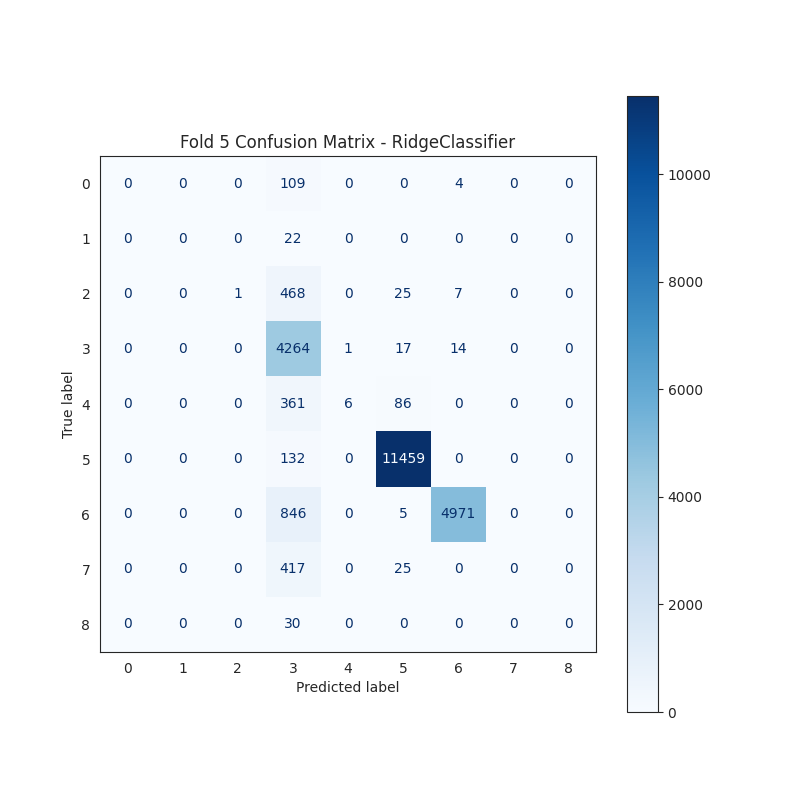 Fold 5 Confusion Matrix - RidgeClassifier
0 0 0 0 109 0 0 4 0 0
1 0 0 0 22 0 0 0 0 0
2 0 0 1 468 0 25 7 0 0
3 0 0 0 4264 1 17 14 0 0
4 0 0 0 361 6 86 0 0 0
5 0 0 0 132 0 11459 0 0 0
6 0 0 0 846 0 5 4971 0 0
7 0 0 0 417 0 25 0 0 0
8 0 0 0 30 0 0 0 0 0
0 1 2 3 4 5 6 7 8
Predicted label
True label
10000
8000
6000
4000
2000
0